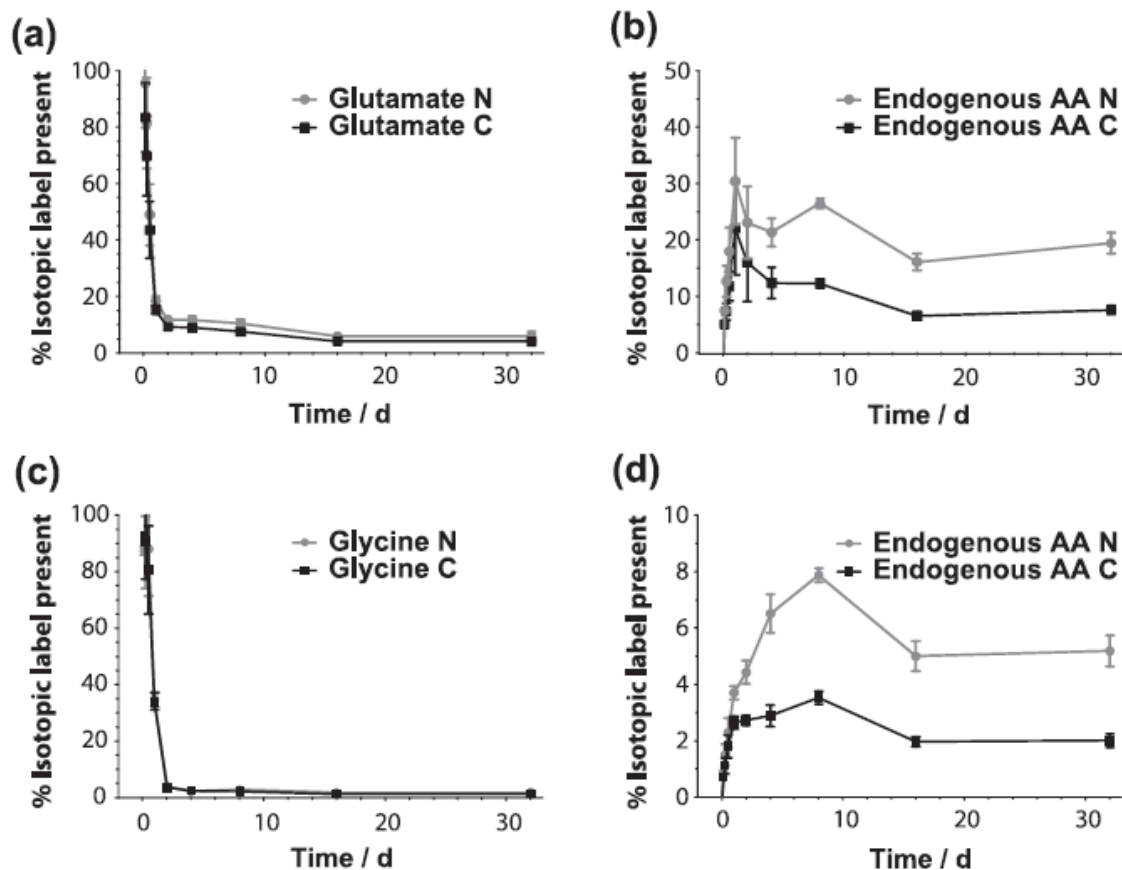 (a)
% Isotopic label present
100
80
60
40
20
0
Glutamate N
Glutamate C
0 10 20 30
Time / d
(b)
% Isotopic label present
50
40
30
20
10
0
Endogenous AA N
Endogenous AA C
0 10 20 30
Time / d
(c)
% Isotopic label present
100
80
60
40
20
0
Glycine N
Glycine C
0 10 20 30
Time / d
(d)
% Isotopic label present
10
8
6
4
2
0
Endogenous AA N
Endogenous AA C
0 10 20 30
Time / d